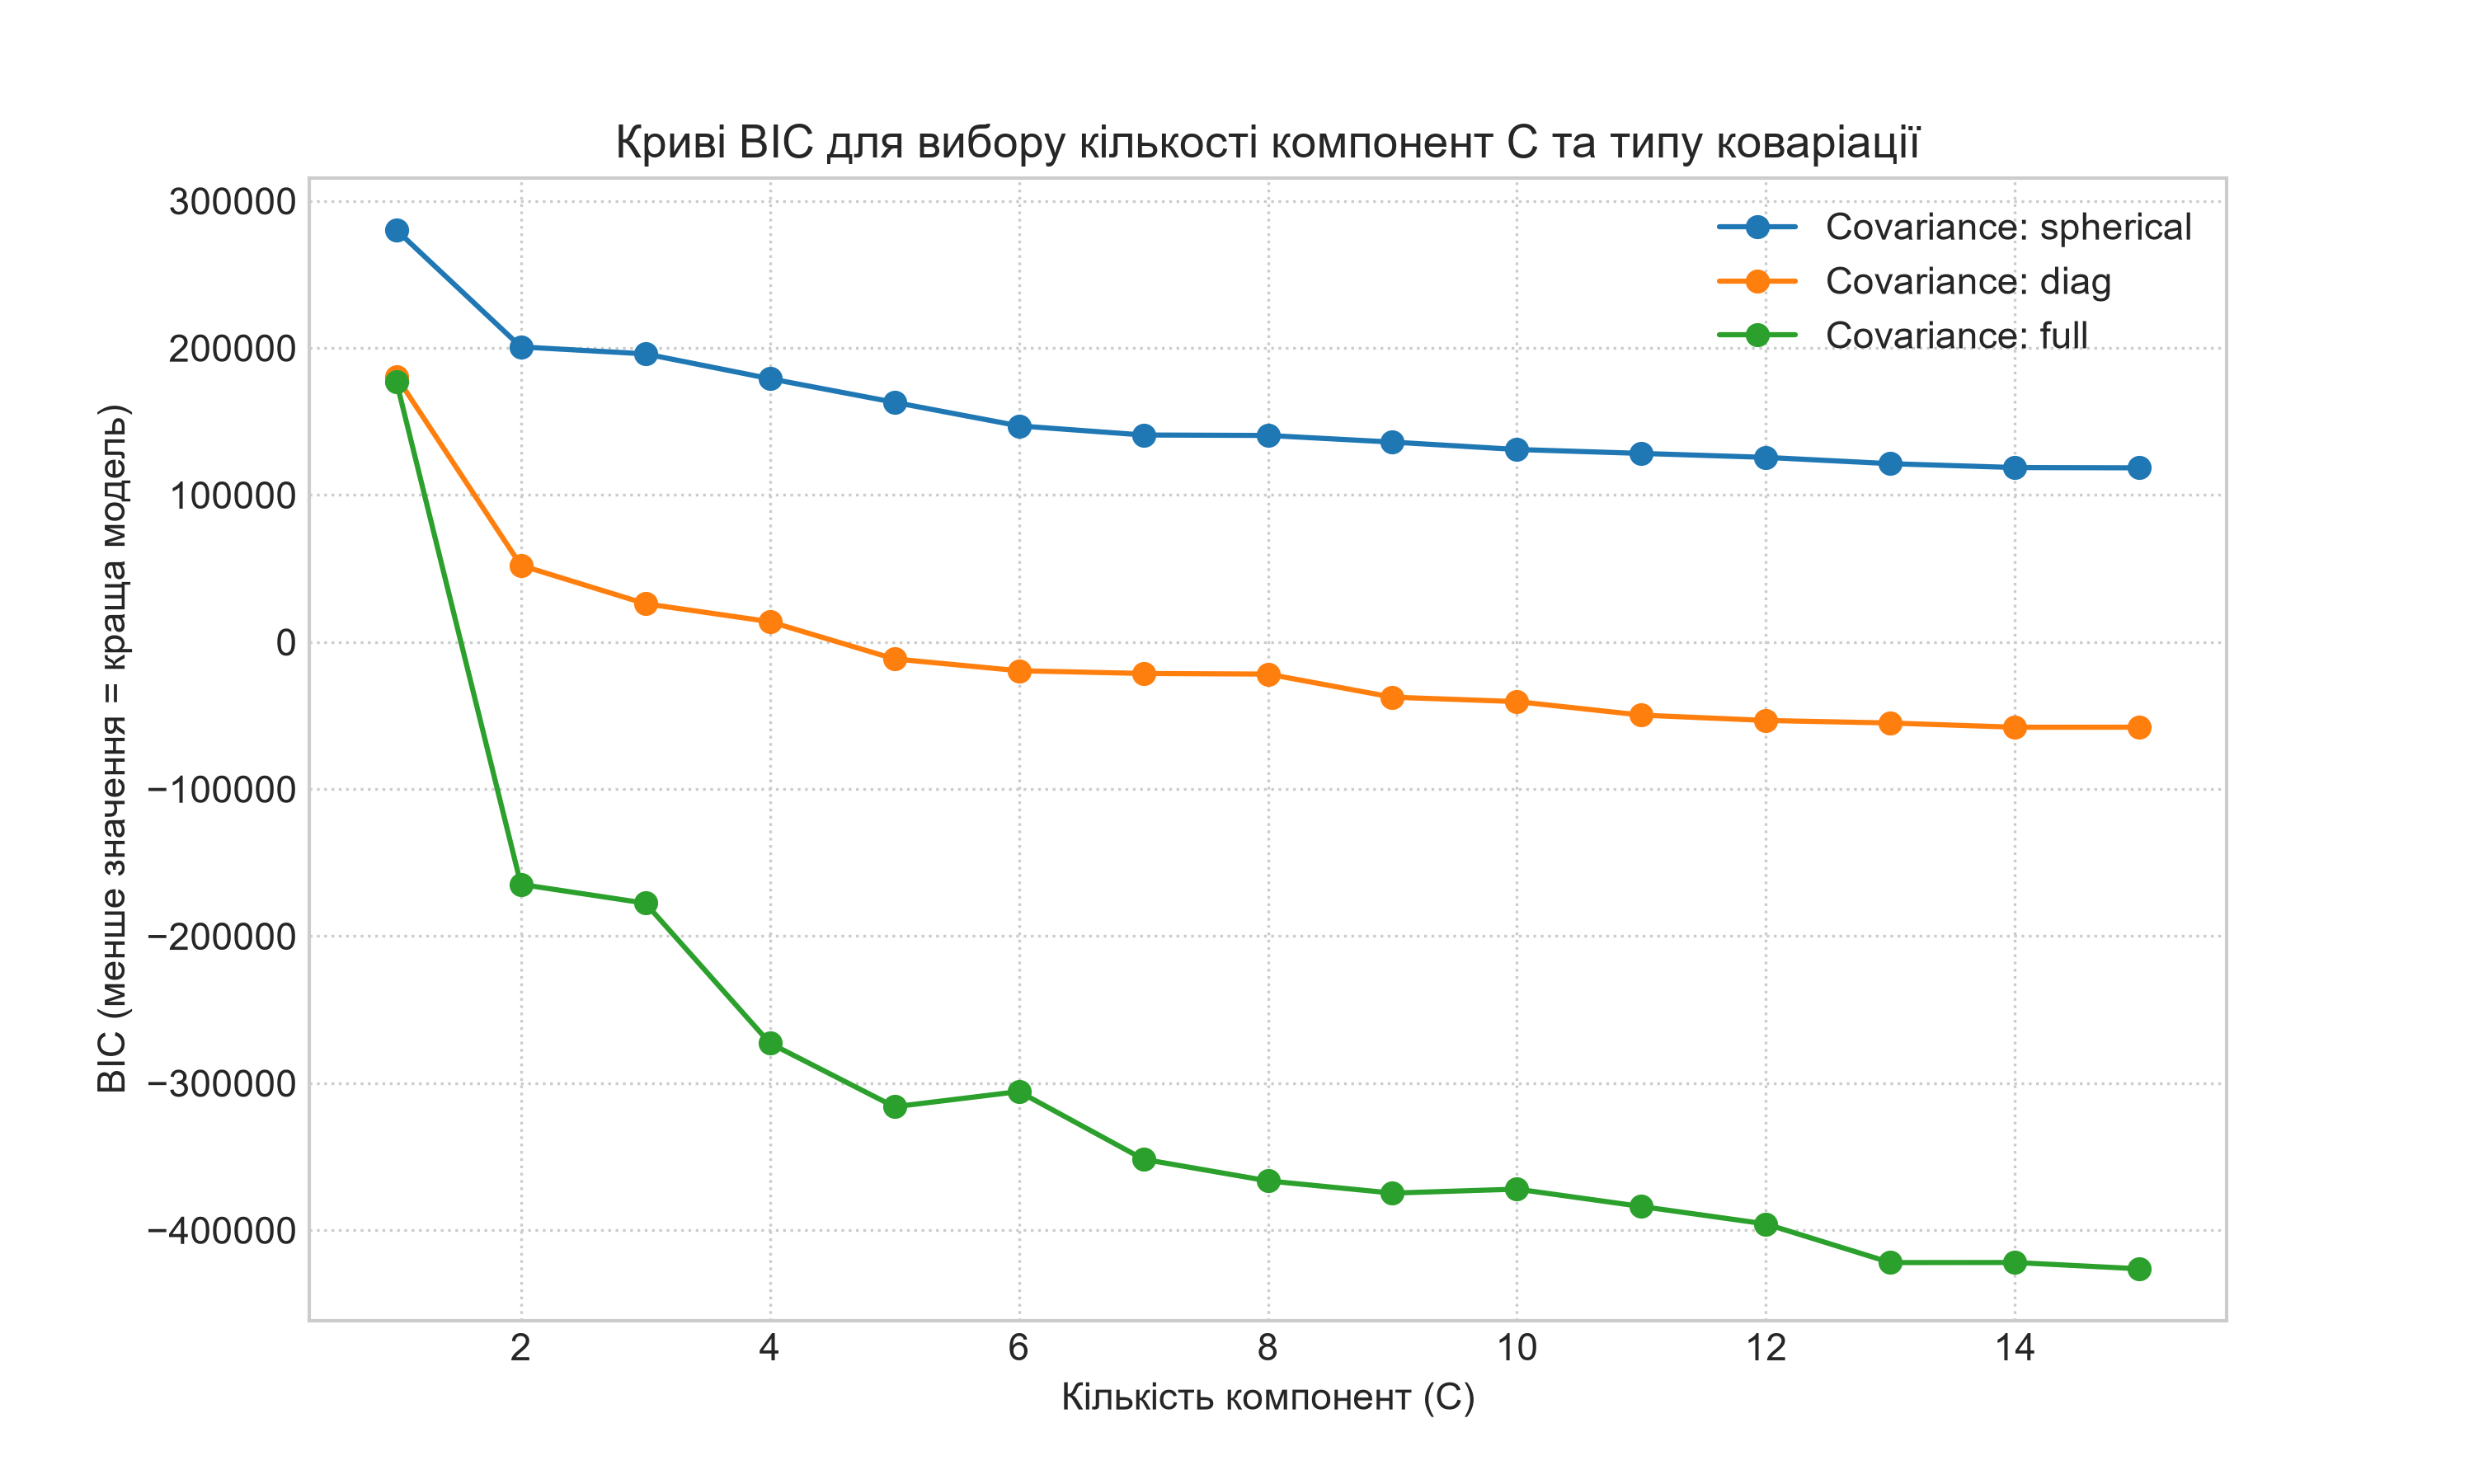 Криві BIC для вибору кількості компонент C та типу коваріації
Covariance: spherical
Covariance: diag
Covariance: full
300000
200000
100000
0
−100000
−200000
−300000
−400000
BIC (менше значення = краща модель)
2 4 6 8 10 12 14
Кількість компонент (C)